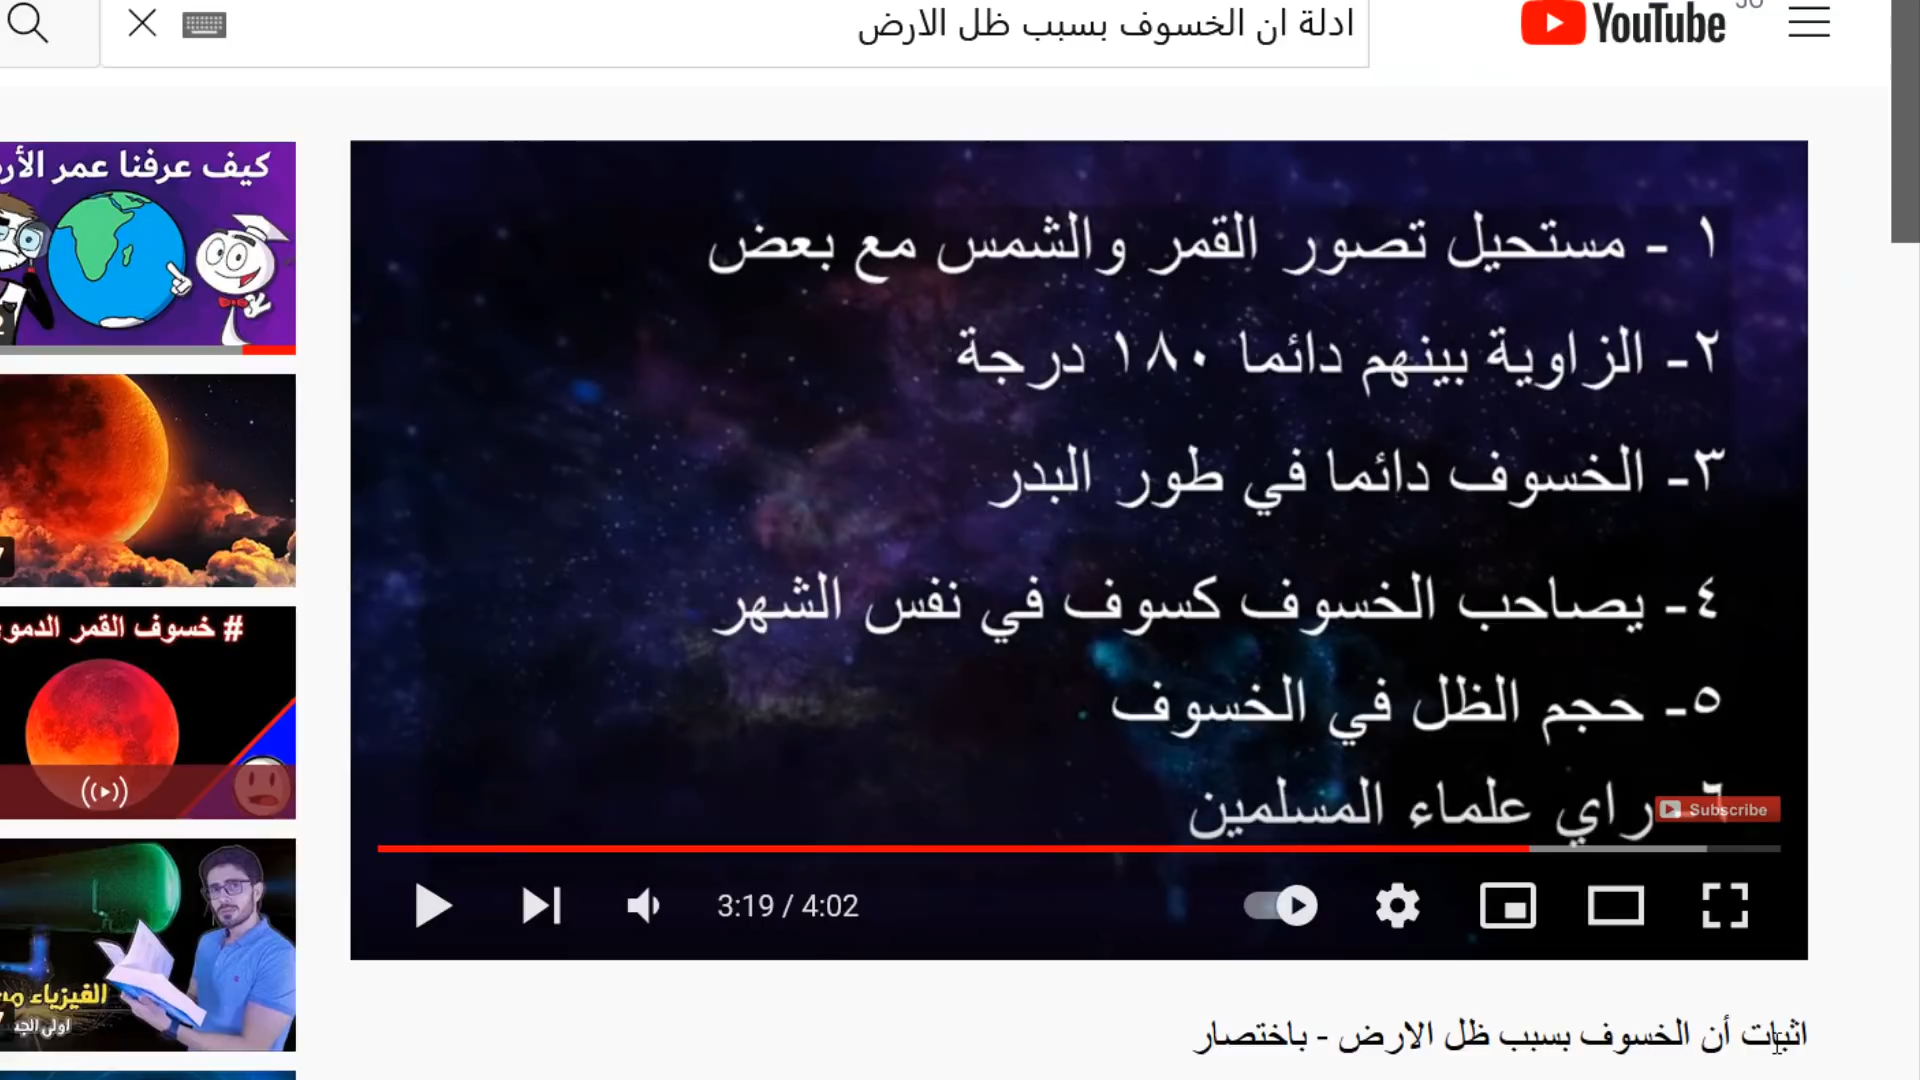 ادلة ان الخسوف بسبب ظل الارض
YouTube
JO
١ - مستحيل تصور القمر والشمس مع بعض
٢- الزاوية بينهم دائما ١٨٠ درجة
٣- الخسوف دائما في طور البدر
٤- يصاحب الخسوف كسوف في نفس الشهر
٥- حجم الظل في الخسوف
٦- راي علماء المسلمين
Subscribe
3:19 / 4:02
اثبات أن الخسوف بسبب ظل الارض - باختصار
كيف عرفنا عمر
# خسوف القمر
الفيزياء
اولى